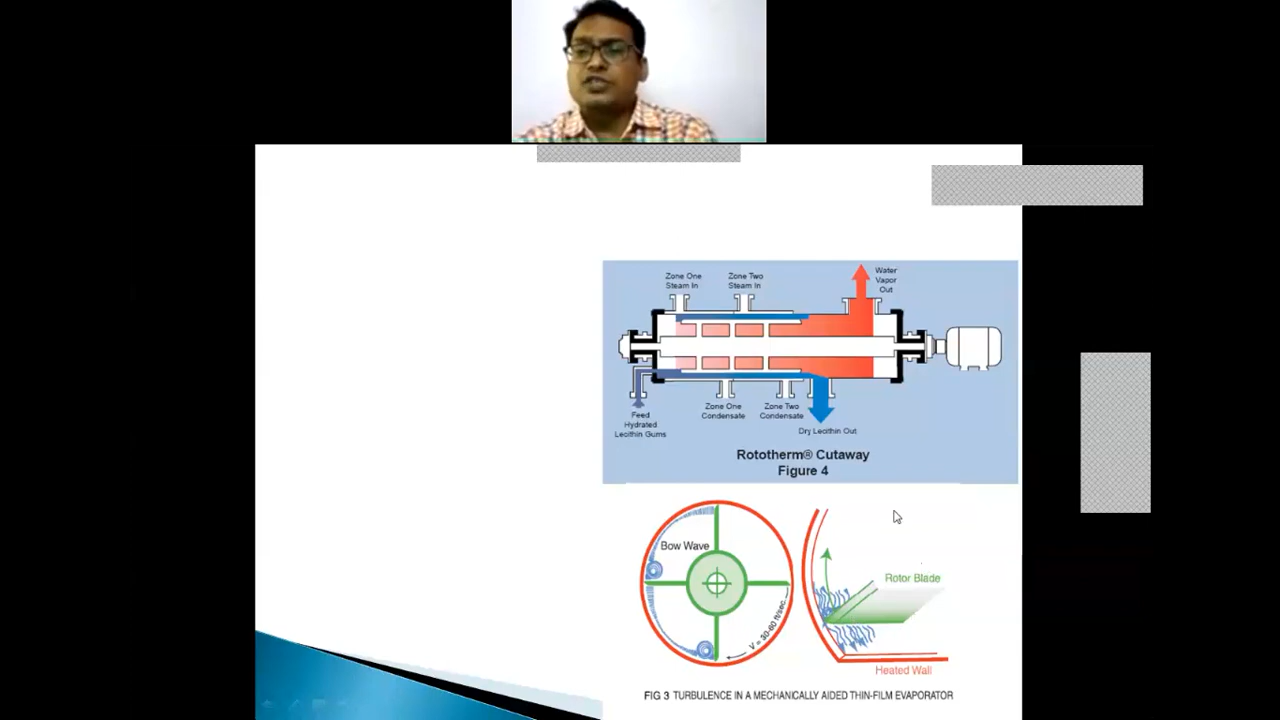 Zone One
Steam In
Zone Two
Steam In
Water
Vapor
Out
Feed
Hydrated
Lecithin Gums
Zone One
Condensate
Zone Two
Condensate
Dry Lecithin Out
Rototherm® Cutaway
Figure 4
Bow Wave
V = 30-60 ft/sec.
Rotor Blade
Heated Wall
FIG 3 TURBULENCE IN A MECHANICALLY AIDED THIN-FILM EVAPORATOR